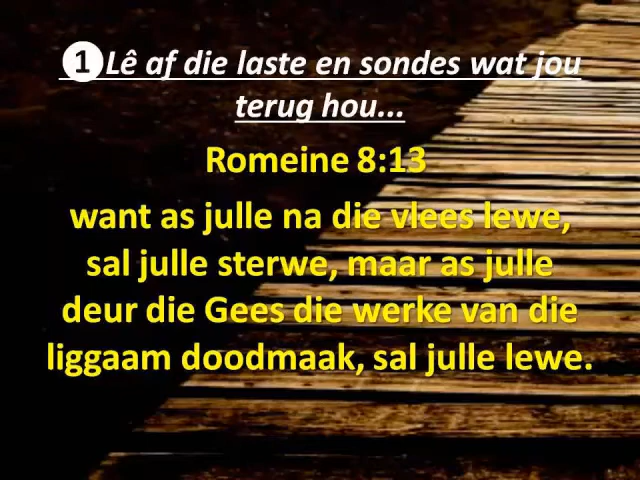 ❶Lê af die laste en sondes wat jou
terug hou...
Romeine 8:13
want as julle na die vlees lewe,
sal julle sterwe, maar as julle
deur die Gees die werke van die
liggaam doodmaak, sal julle lewe.